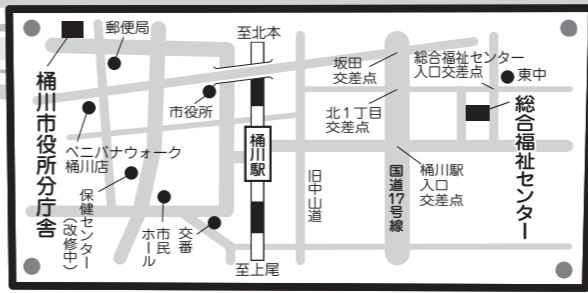 郵便局
至北本
坂田
交差点
総合福祉センター
入口交差点
東中
市役所
北1丁目
交差点
桶川市役所分庁舎
ベニバナウォーク
桶川店
桶川駅
総合福祉センター
保健センター
(改修中)
市民
ホール
交番
旧中山道
国道17号線
桶川駅
入口
交差点
至上尾